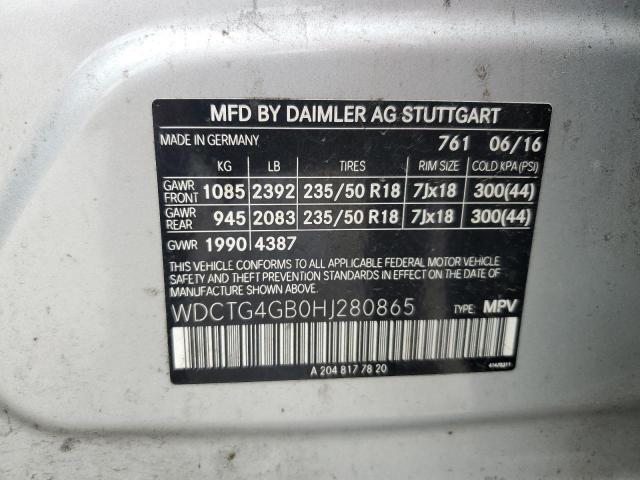 MFD BY DAIMLER AG STUTTGART
MADE IN GERMANY 761 06/16
KG LB TIRES RIM SIZE COLD KPA(PSI)
GAWR FRONT 1085 2392 235/50 R18 7Jx18 300(44)
GAWR REAR 945 2083 235/50 R18 7Jx18 300(44)
GVWR 1990 4387
THIS VEHICLE CONFORMS TO ALL APPLICABLE FEDERAL MOTOR VEHICLE
SAFETY AND THEFT PREVENTION STANDARDS IN EFFECT ON THE DATE OF
MANUFACTURE SHOWN ABOVE.
WDCTG4GB0HJ280865 TYPE: MPV
A 204 817 78 20